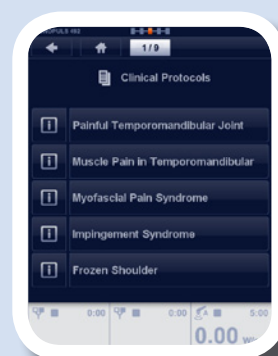 1/9
Clinical Protocols
Painful Temporomandibular Joint
Muscle Pain in Temporomandibular
Myofascial Pain Syndrome
Impingement Syndrome
Frozen Shoulder
0:00 0:00 A 5:00
0.00